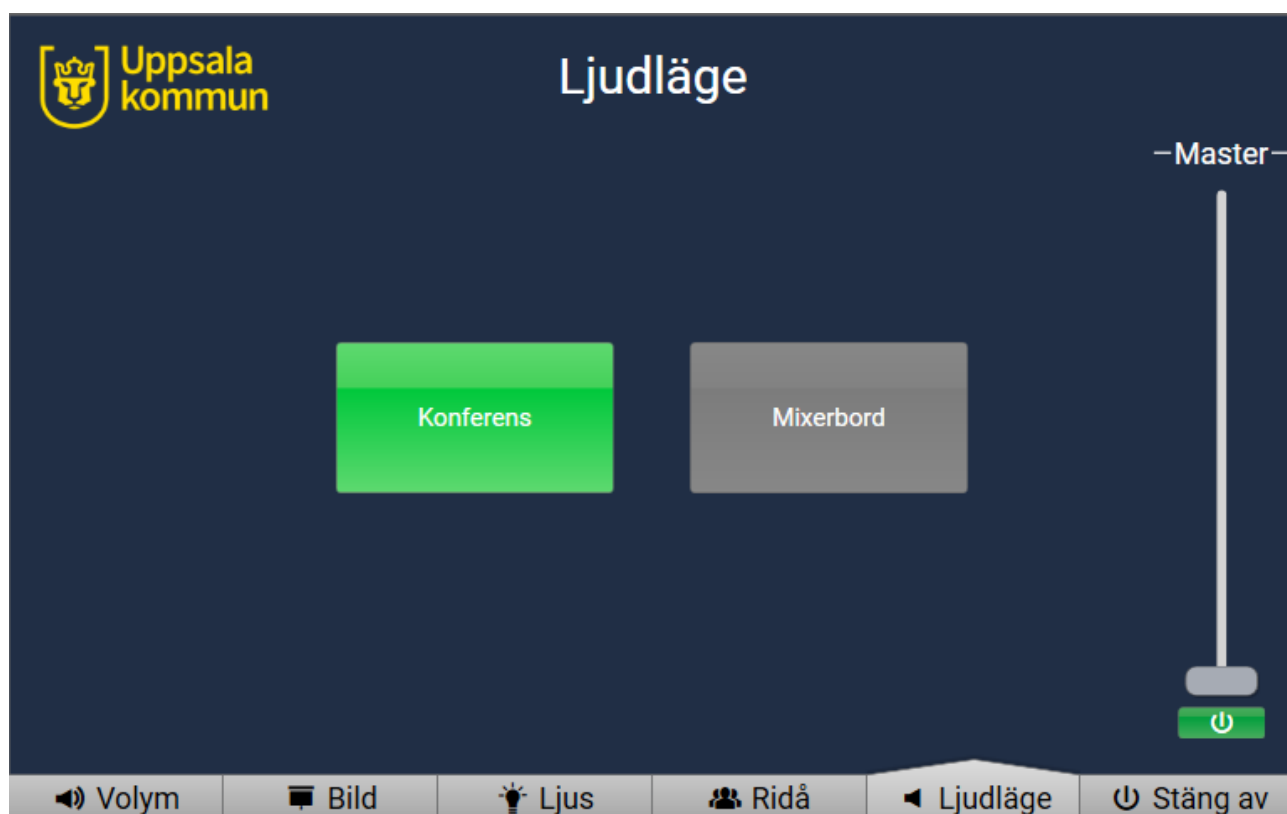 Uppsala
kommun
Ljudläge
Master
Konferens
Mixerbord
Volym
Bild
Ljus
Ridå
Ljudläge
Stäng av